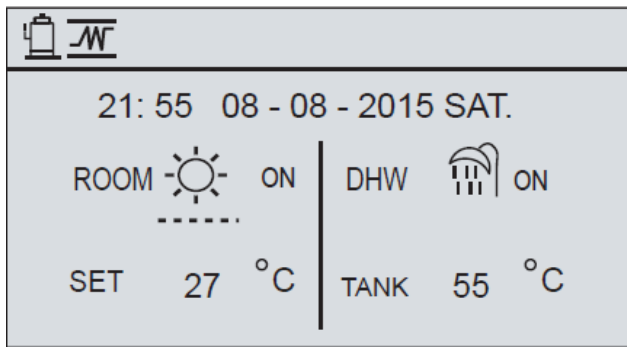 21: 55 08 - 08 - 2015 SAT.
ROOM ON DHW ON
SET 27 °C TANK 55 °C